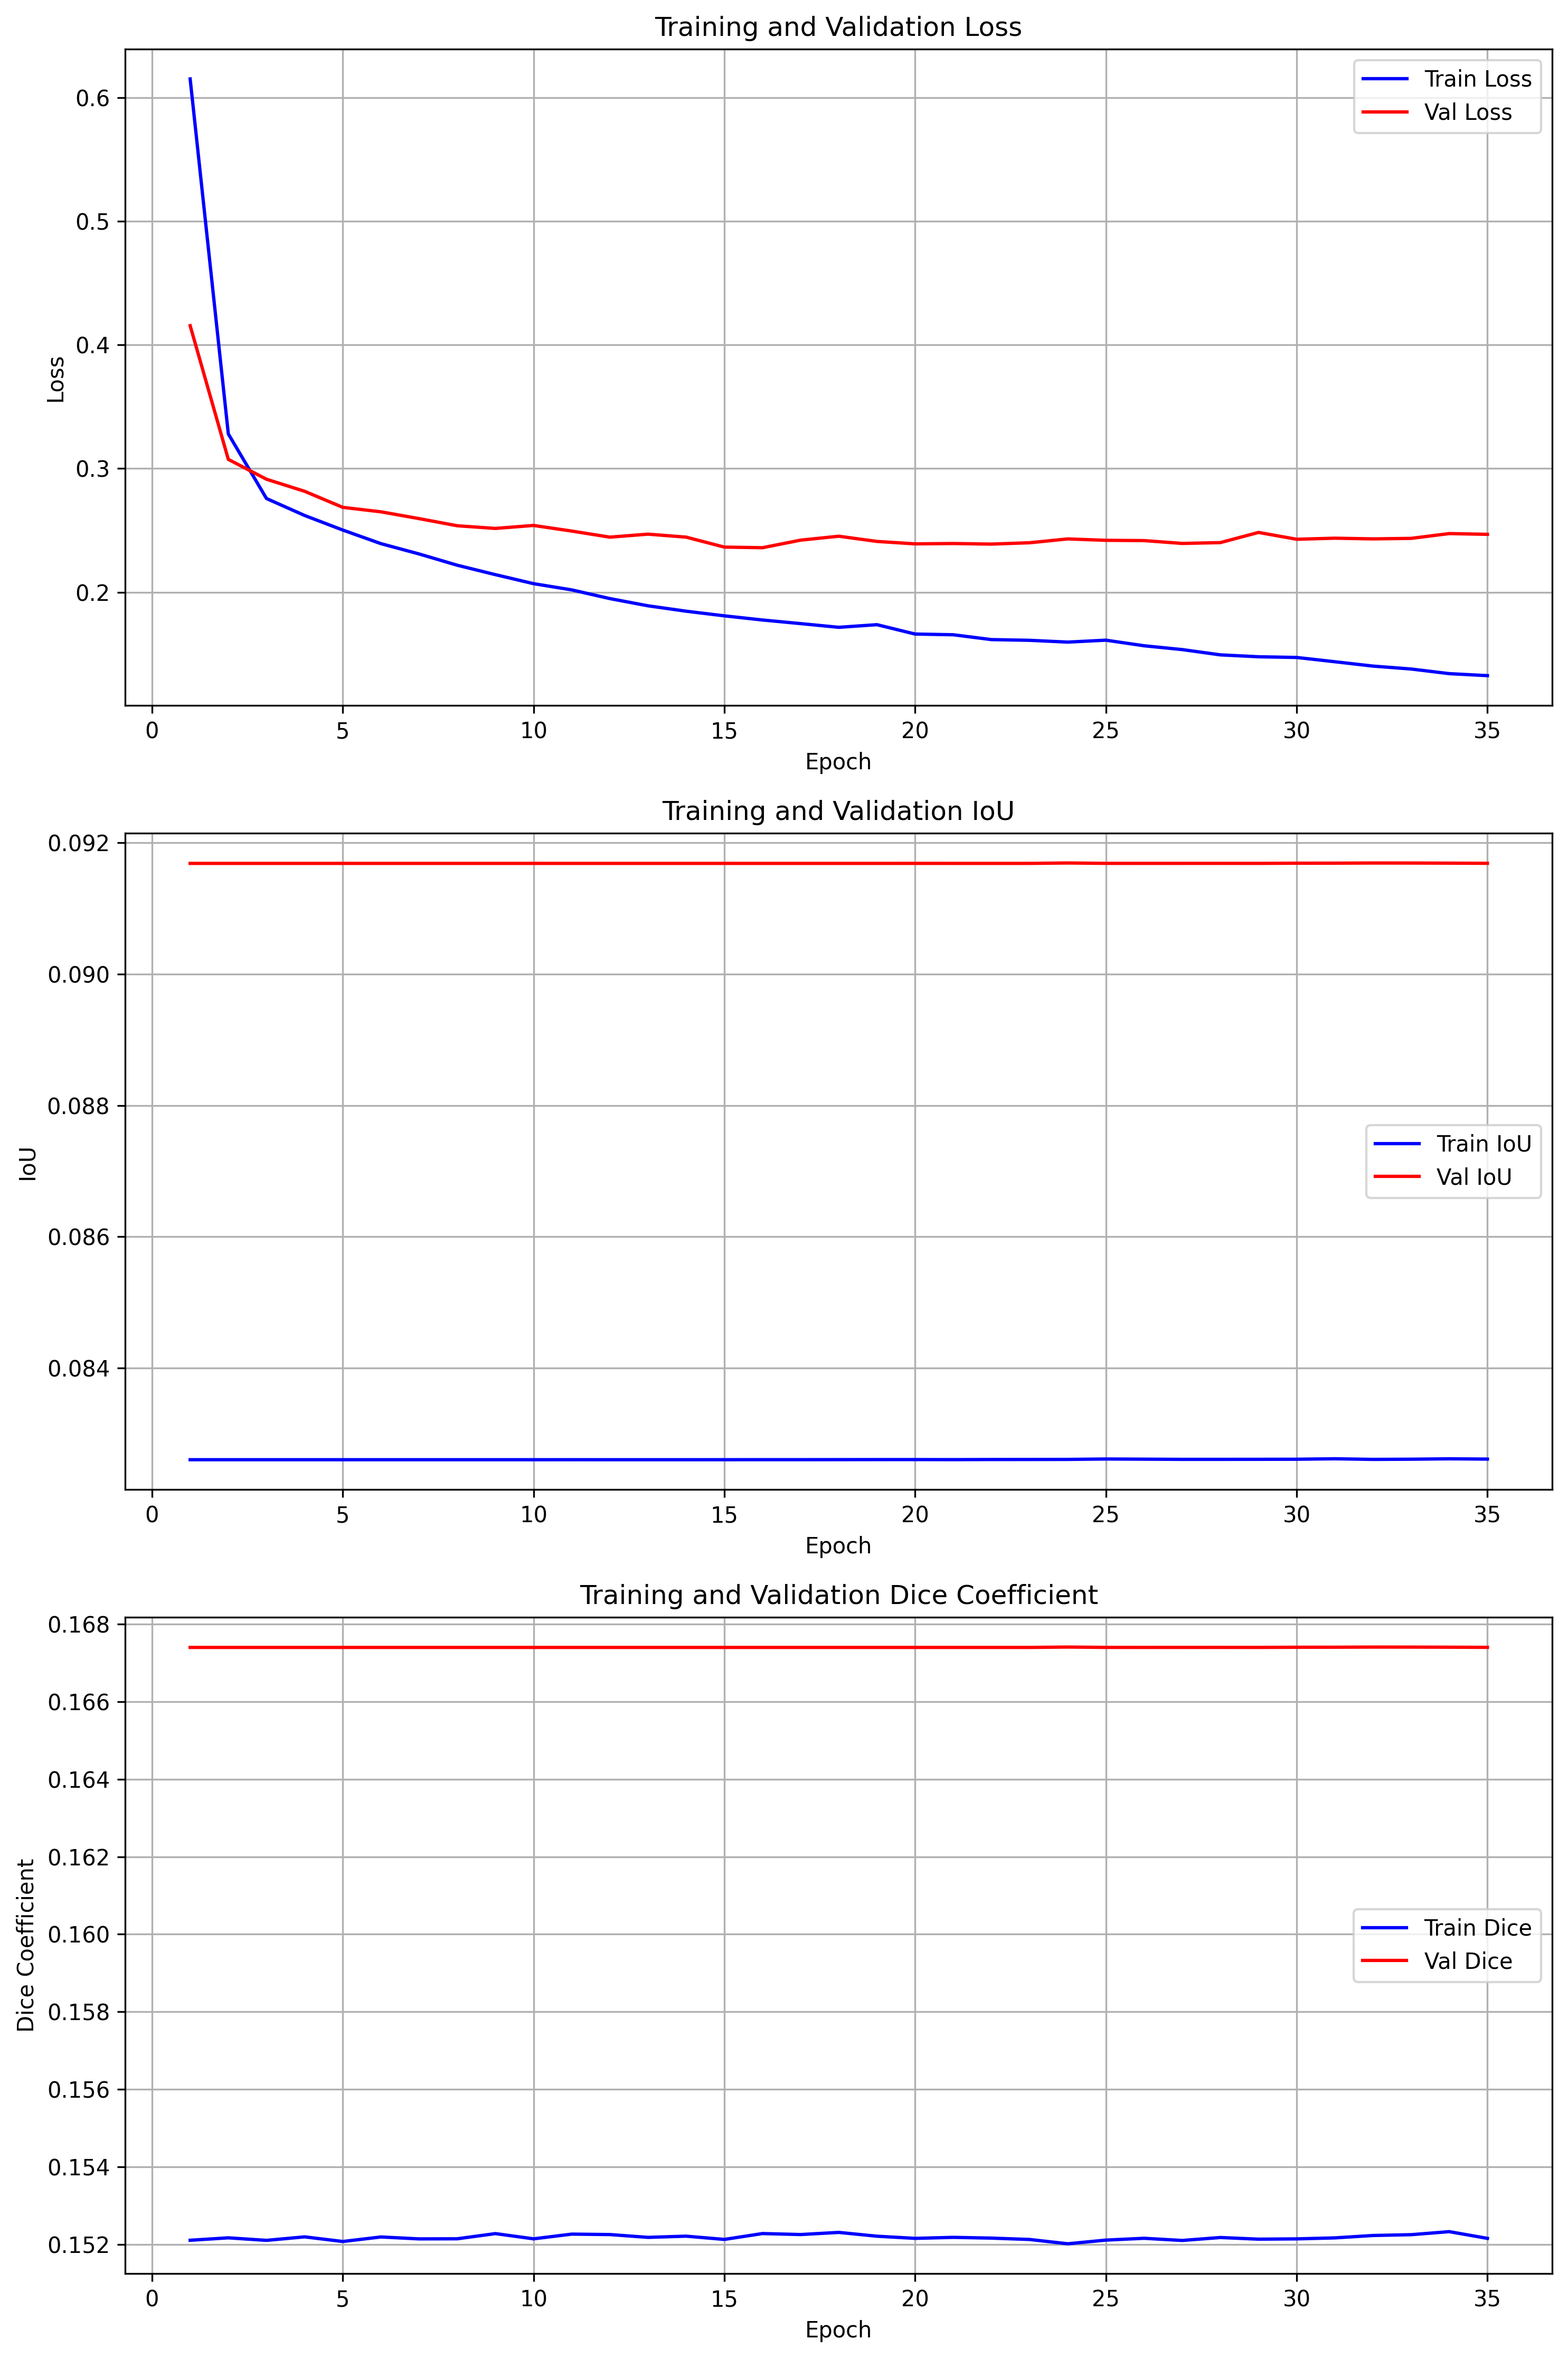 Training and Validation Loss
Train Loss
Val Loss
0.6
0.5
0.4
0.3
0.2
Loss
0 5 10 15 20 25 30 35
Epoch
Training and Validation IoU
0.092
0.090
0.088
0.086
0.084
IoU
Train IoU
Val IoU
0 5 10 15 20 25 30 35
Epoch
Training and Validation Dice Coefficient
0.168
0.166
0.164
0.162
0.160
0.158
0.156
0.154
0.152
Dice Coefficient
Train Dice
Val Dice
0 5 10 15 20 25 30 35
Epoch